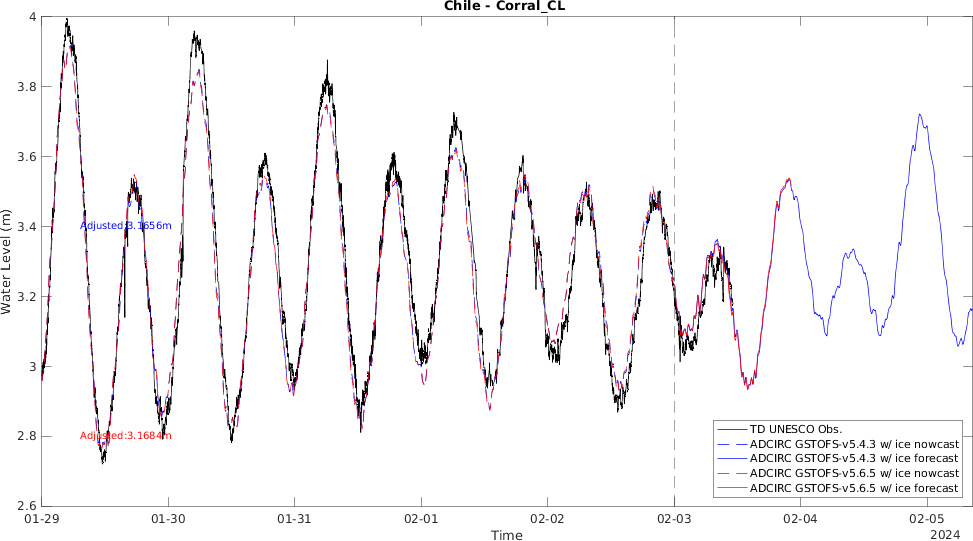 Chile - Corral_CL
4
3.8
3.6
3.4
3.2
3
2.8
2.6
Water Level (m)
Adjusted:3.1656m
Adjusted:3.1684m
TD UNESCO Obs.
ADCIRC GSTOFS-v5.4.3 w/ ice nowcast
ADCIRC GSTOFS-v5.4.3 w/ ice forecast
ADCIRC GSTOFS-v5.6.5 w/ ice nowcast
ADCIRC GSTOFS-v5.6.5 w/ ice forecast
01-29 01-30 01-31 02-01 02-02 02-03 02-04 02-05
Time
2024